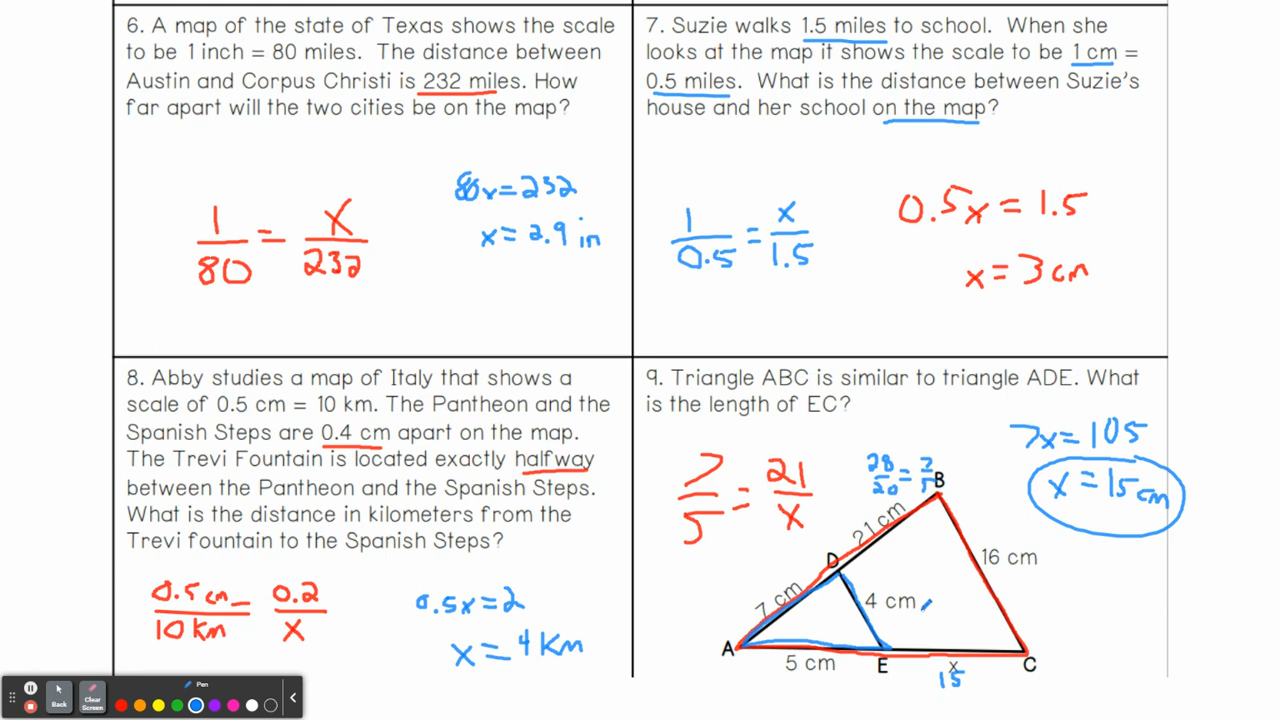 6. A map of the state of Texas shows the scale
to be 1 inch = 80 miles. The distance between
Austin and Corpus Christi is 232 miles. How
far apart will the two cities be on the map?
1/80 = x/232
80x = 232
x = 2.9 in
7. Suzie walks 1.5 miles to school. When she
looks at the map it shows the scale to be 1 cm =
0.5 miles. What is the distance between Suzie's
house and her school on the map?
1/0.5 = x/1.5
0.5x = 1.5
x = 3 cm
8. Abby studies a map of Italy that shows a
scale of 0.5 cm = 10 km. The Pantheon and the
Spanish Steps are 0.4 cm apart on the map.
The Trevi Fountain is located exactly halfway
between the Pantheon and the Spanish Steps.
What is the distance in kilometers from the
Trevi fountain to the Spanish Steps?
0.5 cm/10 km = 0.2/x
0.5x = 2
x = 4 km
9. Triangle ABC is similar to triangle ADE. What
is the length of EC?
7x = 105
x = 15 cm
7/5 = 21/x
28/20 = 7/5
B
21 cm
D
16 cm
7 cm
4 cm
A
5 cm
E
x
C
15
Pen
Back
Clear
Screen